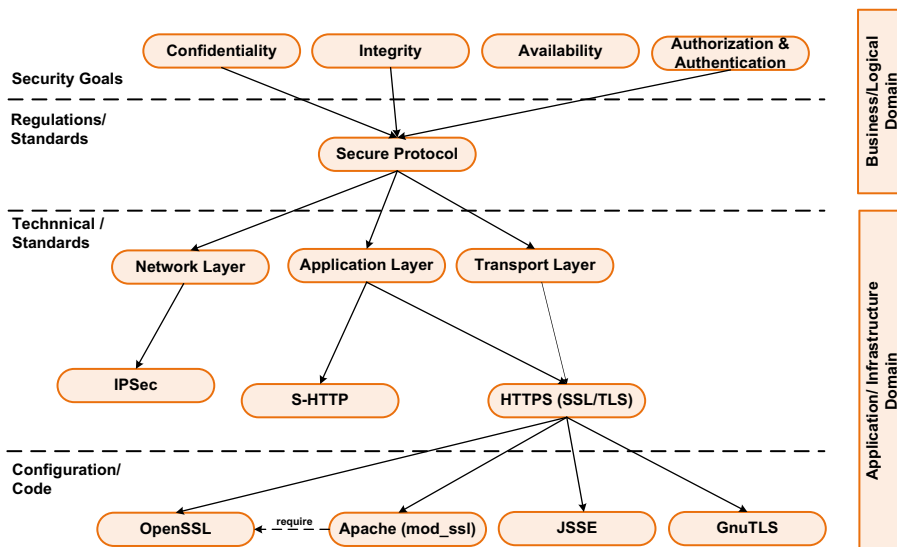 Confidentiality
Integrity
Availability
Authorization &
Authentication
Security Goals
Business/Logical
Domain
Regulations/
Standards
Secure Protocol
Technnical /
Standards
Network Layer
Application Layer
Transport Layer
Application/ Infrastructure
Domain
IPSec
S-HTTP
HTTPS (SSL/TLS)
Configuration/
Code
OpenSSL
require
Apache (mod_ssl)
JSSE
GnuTLS